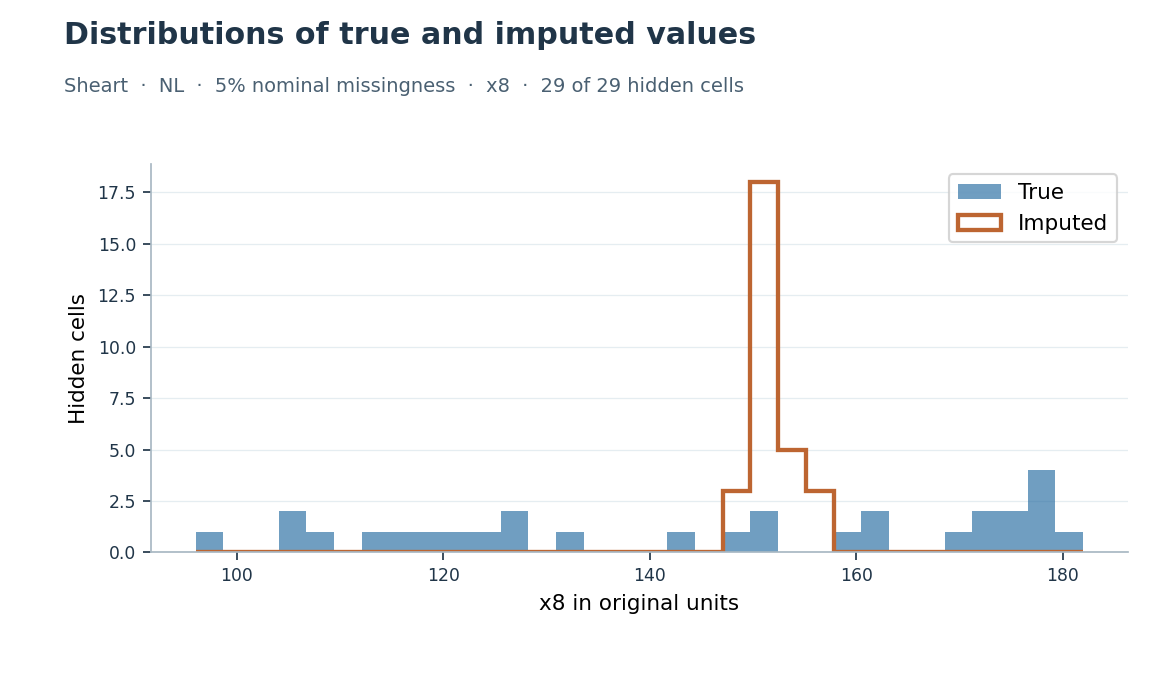 Distributions of true and imputed values
Sheart · NL · 5% nominal missingness · x8 · 29 of 29 hidden cells
True
Imputed
Hidden cells
17.5
15.0
12.5
10.0
7.5
5.0
2.5
0.0
100 120 140 160 180
x8 in original units